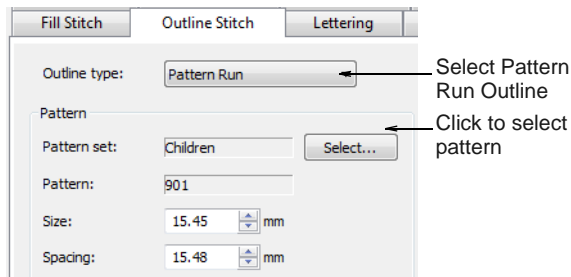 Fill Stitch Outline Stitch Lettering
Outline type: Pattern Run
Select Pattern
Run Outline
Pattern
Click to select
pattern
Pattern set: Children Select...
Pattern: 901
Size: 15.45 mm
Spacing: 15.48 mm